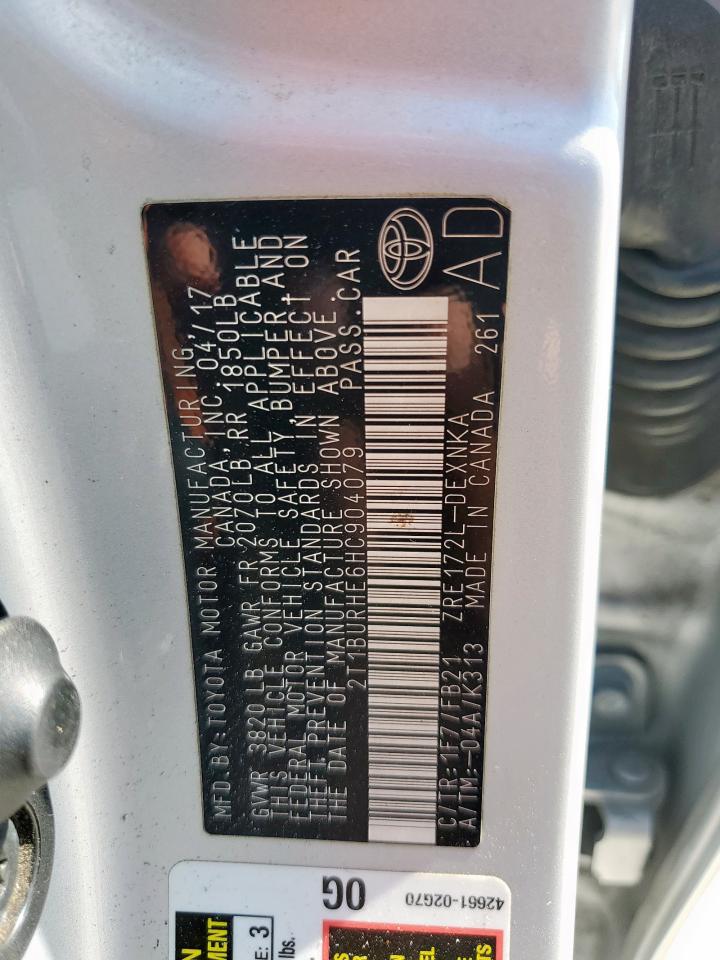 MFD.BY:TOYOTA MOTOR MANUFACTURING,
CANADA,INC.04/17
GVWR 3820 LB GAWR FR 2070LB,RR 1850LB
THIS VEHICLE CONFORMS TO ALL APPLICABLE
FEDERAL MOTOR VEHICLE SAFETY,BUMPER,AND
THEFT PREVENTION STANDARDS IN EFFECT ON
THE DATE OF MANUFACTURE SHOWN ABOVE.
2T1BURHE6HC904079 PASS.CAR
C/TR:1F7/FB21 ZRE172L-DEXNKA
A/TM:-04A/K313 MADE IN CANADA 261
AD
0G
42661-02G70
3
lbs.